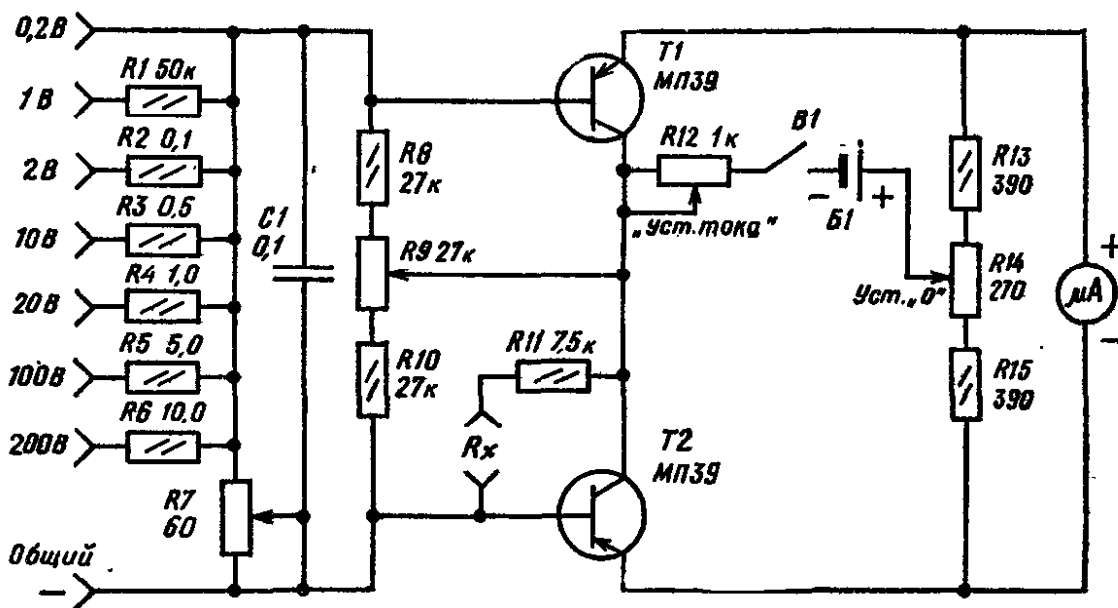 0,2В
R1 50к
1В
R2 0,1
2В
R3 0,5
10В
R4 1,0
20В
R5 5,0
100В
R6 10,0
200В
R7
60
Общий
—
C1
0,1
R8
27к
R9 27к
R10
27к
R11 7,5к
Rx
T1
МП39
R12 1к
B1
„Уст.тока"
−
+
Б1
T2
МП39
R13
390
R14
270
Уст.„0"
R15
390
+
μA
−